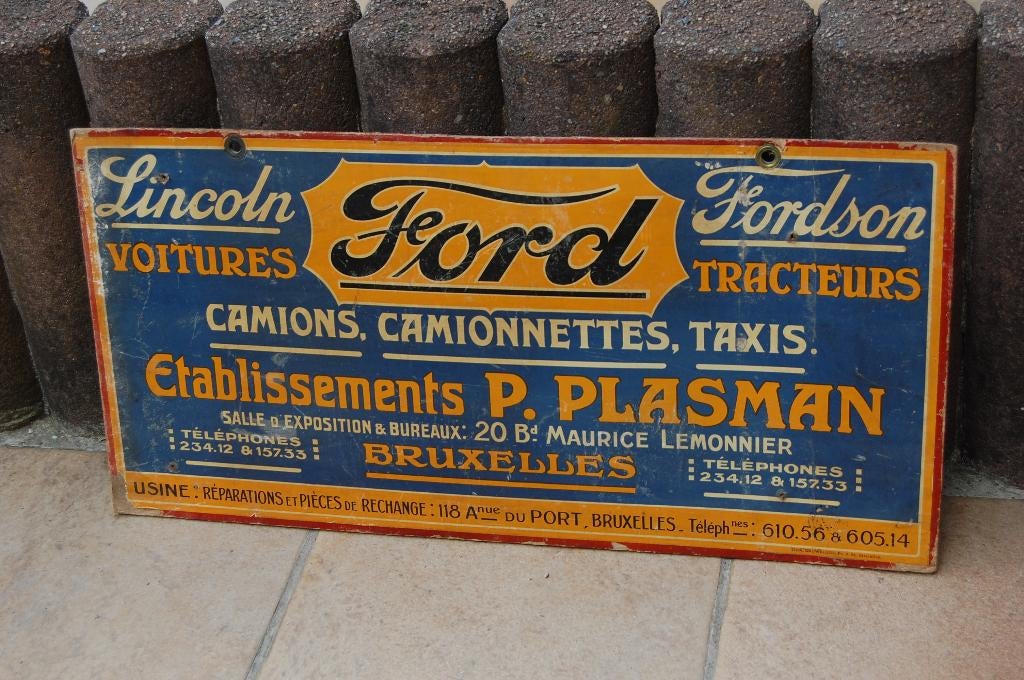 Lincoln
VOITURES
Ford
Fordson
TRACTEURS
CAMIONS, CAMIONNETTES, TAXIS.
Etablissements P. PLASMAN
SALLE D'EXPOSITION & BUREAUX: 20 Bd MAURICE LEMONNIER
TÉLÉPHONES
234.12 & 157.33
BRUXELLES
TÉLÉPHONES
234.12 & 157.33
USINE: RÉPARATIONS ET PIÈCES DE RECHANGE: 118 Anue DU PORT, BRUXELLES - Téléphnes: 610.56 & 605.14